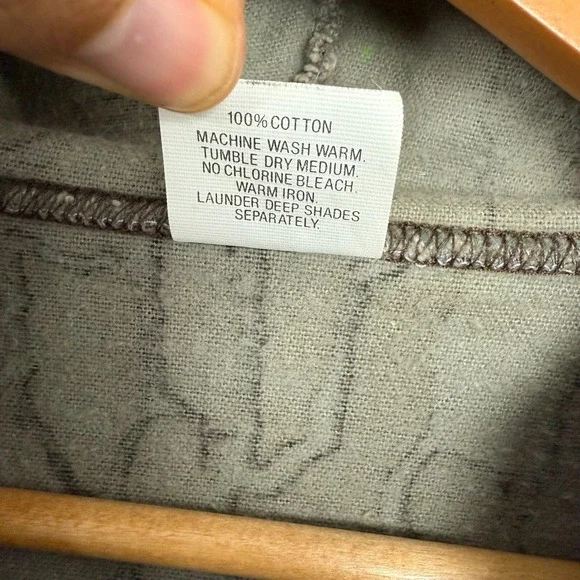 100% COTTON
MACHINE WASH WARM.
TUMBLE DRY MEDIUM.
NO CHLORINE BLEACH.
WARM IRON.
LAUNDER DEEP SHADES
SEPARATELY.